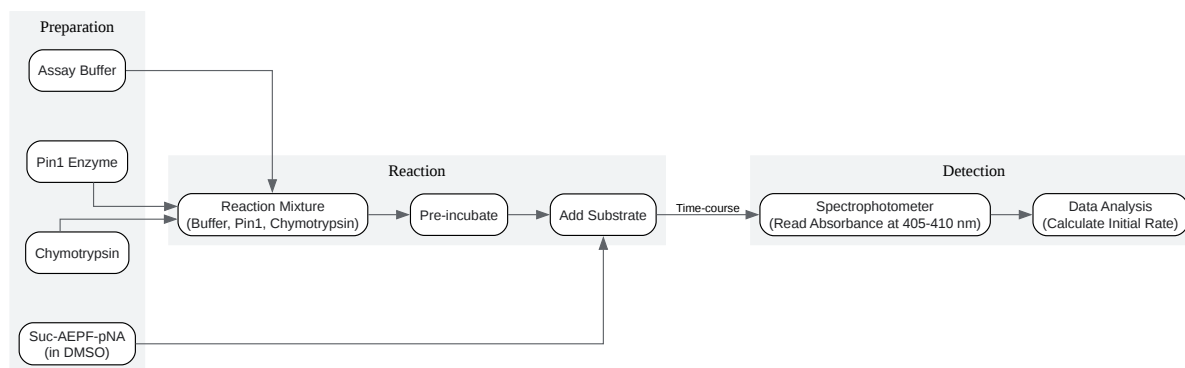 Preparation
Assay Buffer
Pin1 Enzyme
Chymotrypsin
Suc-AEPF-pNA
(in DMSO)
Reaction
Reaction Mixture
(Buffer, Pin1, Chymotrypsin)
Pre-incubate
Add Substrate
Time-course
Detection
Spectrophotometer
(Read Absorbance at 405-410 nm)
Data Analysis
(Calculate Initial Rate)